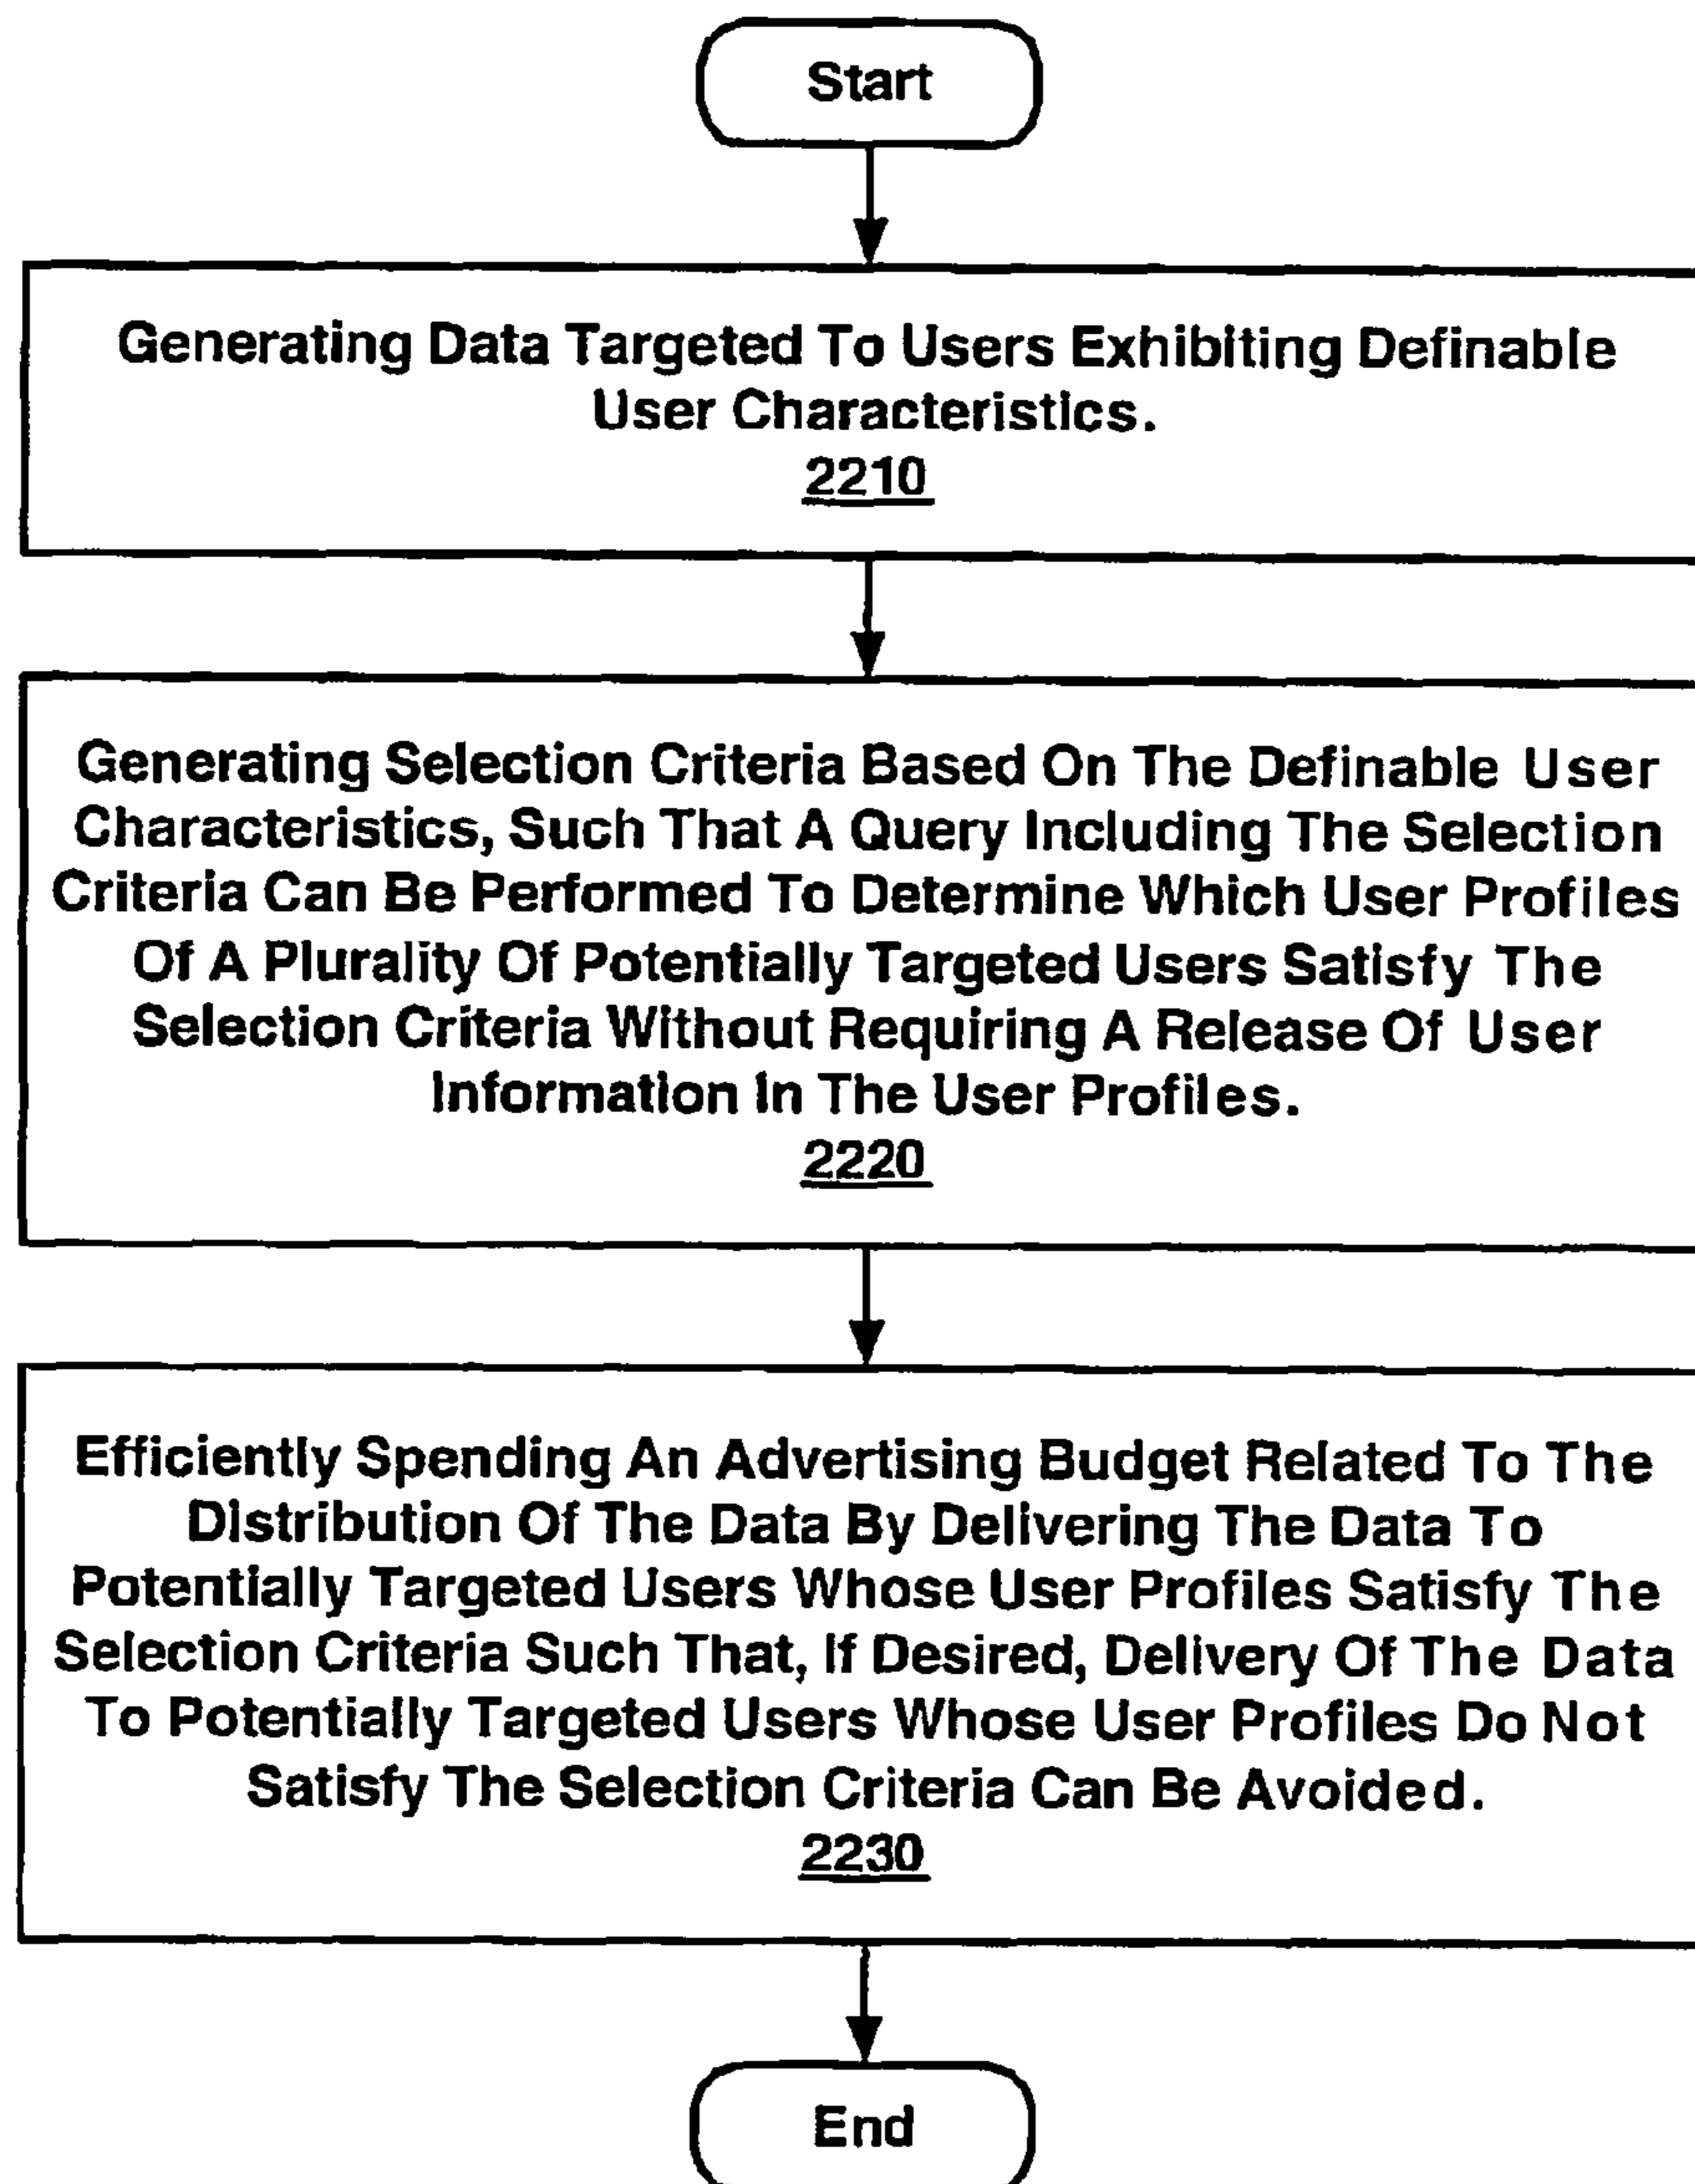 Start
Generating Data Targeted To Users Exhibiting Definable
User Characteristics.
2210
Generating Selection Criteria Based On The Definable User
Characteristics, Such That A Query Including The Selection
Criteria Can Be Performed To Determine Which User Profiles
Of A Plurality Of Potentially Targeted Users Satisfy The
Selection Criteria Without Requiring A Release Of User
Information In The User Profiles.
2220
Efficiently Spending An Advertising Budget Related To The
Distribution Of The Data By Delivering The Data To
Potentially Targeted Users Whose User Profiles Satisfy The
Selection Criteria Such That, If Desired, Delivery Of The Data
To Potentially Targeted Users Whose User Profiles Do Not
Satisfy The Selection Criteria Can Be Avoided.
2230
End